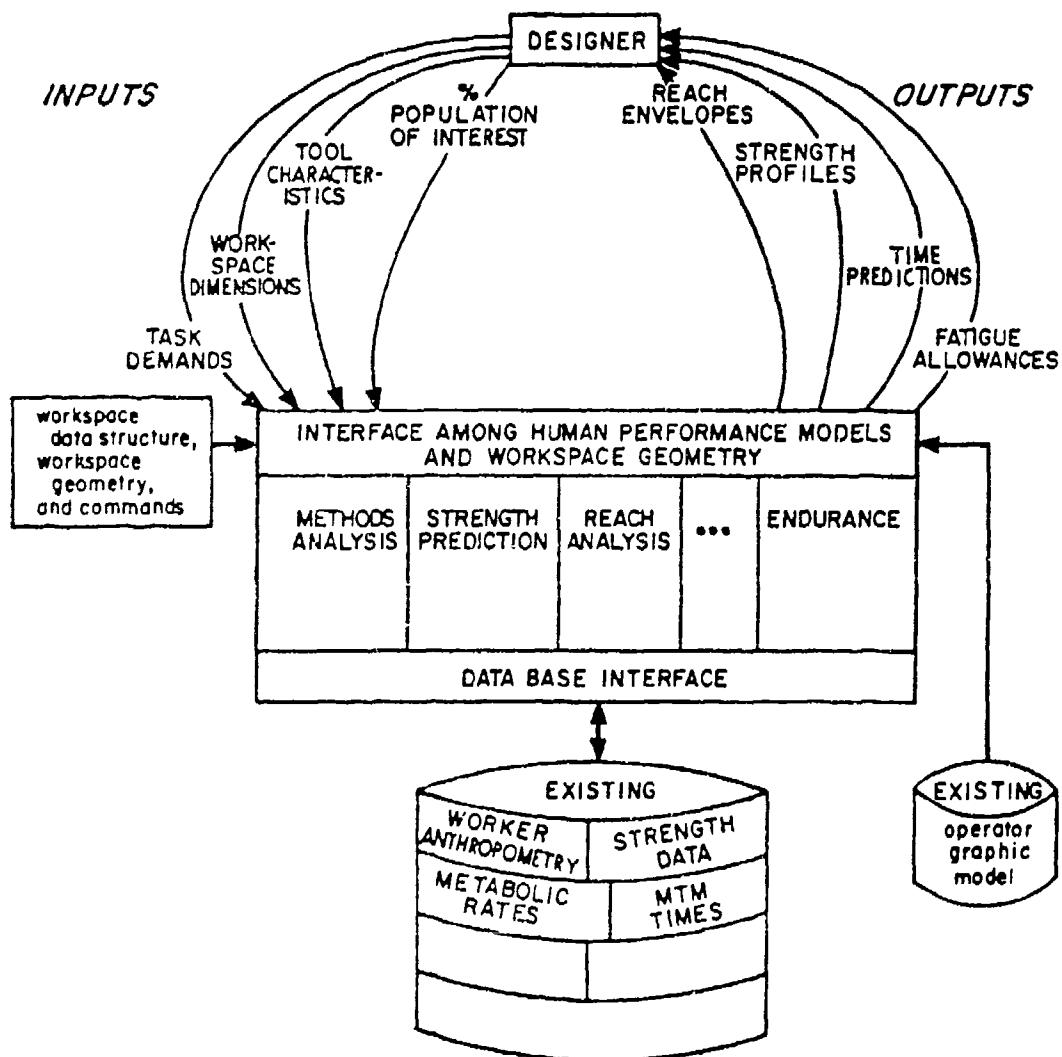 DESIGNER
INPUTS
OUTPUTS
%
POPULATION
OF INTEREST
REACH
ENVELOPES
TOOL
CHARACTER-
ISTICS
STRENGTH
PROFILES
WORK-
SPACE
DIMENSIONS
TIME
PREDICTIONS
TASK
DEMANDS
FATIGUE
ALLOWANCES
workspace
data structure,
workspace
geometry,
and commands
INTERFACE AMONG HUMAN PERFORMANCE MODELS
AND WORKSPACE GEOMETRY
METHODS
ANALYSIS
STRENGTH
PREDICTION
REACH
ANALYSIS
•••
ENDURANCE
DATA BASE INTERFACE
EXISTING
WORKER
ANTHROPOMETRY
STRENGTH
DATA
METABOLIC
RATES
MTM
TIMES
EXISTING
operator
graphic
model